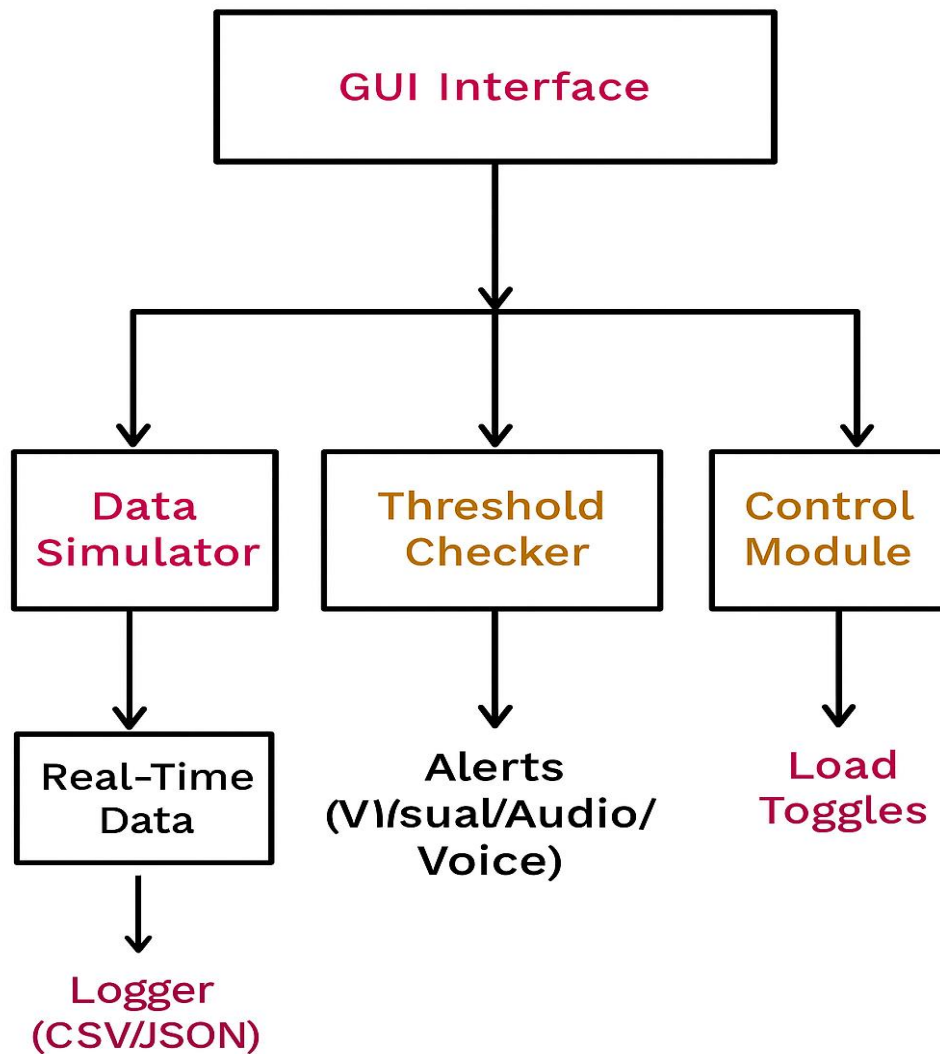 GUI Interface
Data
Simulator
Threshold
Checker
Control
Module
Real-Time
Data
Alerts
(V\/sual/Audio/
Voice)
Load
Toggles
Logger
(CSV/JSON)